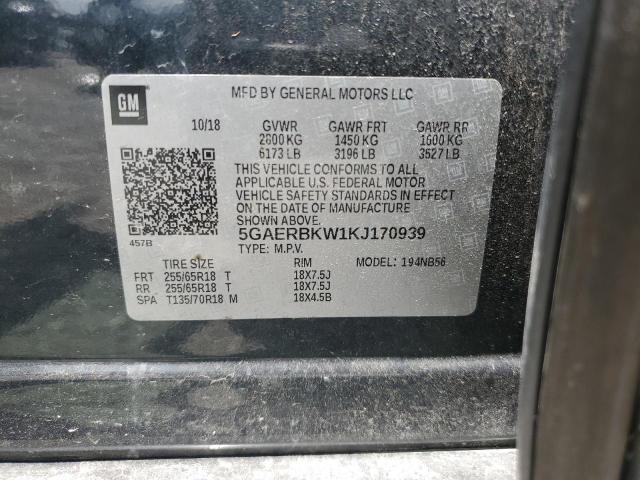 GM
MFD BY GENERAL MOTORS LLC
10/18 GVWR GAWR FRT GAWR RR
2800 KG 1450 KG 1600 KG
6173 LB 3196 LB 3527 LB
THIS VEHICLE CONFORMS TO ALL
APPLICABLE U.S. FEDERAL MOTOR
VEHICLE SAFETY STANDARDS IN EFFECT
ON THE DATE OF MANUFACTURE
SHOWN ABOVE.
457B
5GAERBKW1KJ170939
TYPE: M.P.V.
TIRE SIZE RIM MODEL: 194NB56
FRT 255/65R18 T 18X7.5J
RR 255/65R18 T 18X7.5J
SPA T135/70R18 M 18X4.5B